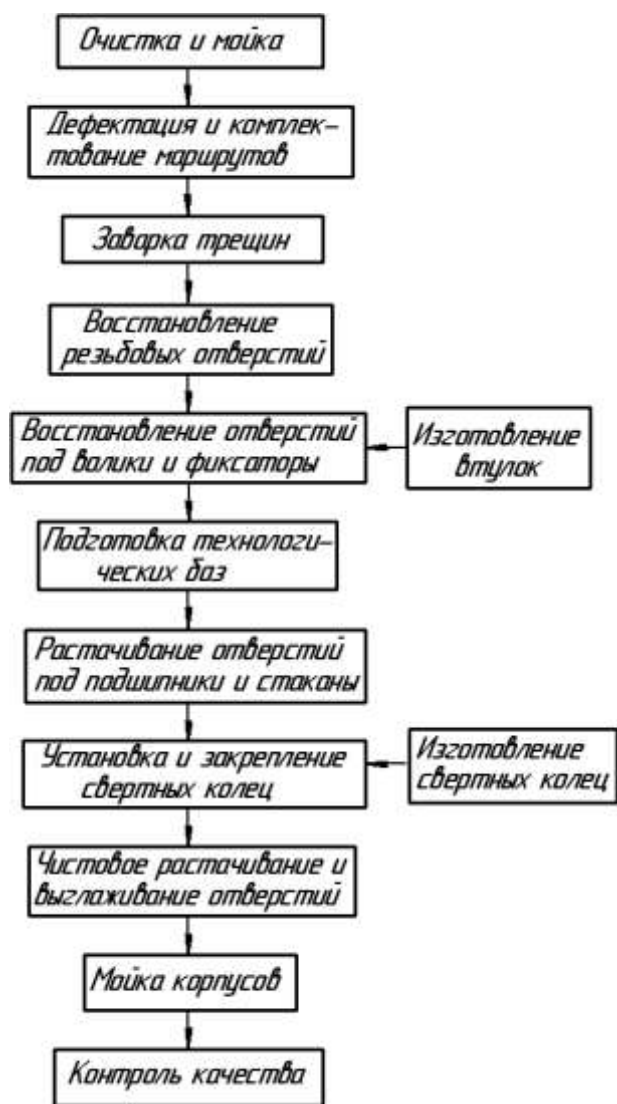 Очистка и мойка
Дефектация и комплек-
тование маршрутов
Заварка трещин
Восстановление
резьбовых отверстий
Восстановление отверстий
под валики и фиксаторы
Изготовление
втулок
Подготовка технологи-
ческих баз
Растачивание отверстий
под подшипники и стаканы
Установка и закрепление
свертных колец
Изготовление
свертных колец
Чистовое растачивание и
выглаживание отверстий
Мойка корпусов
Контроль качества